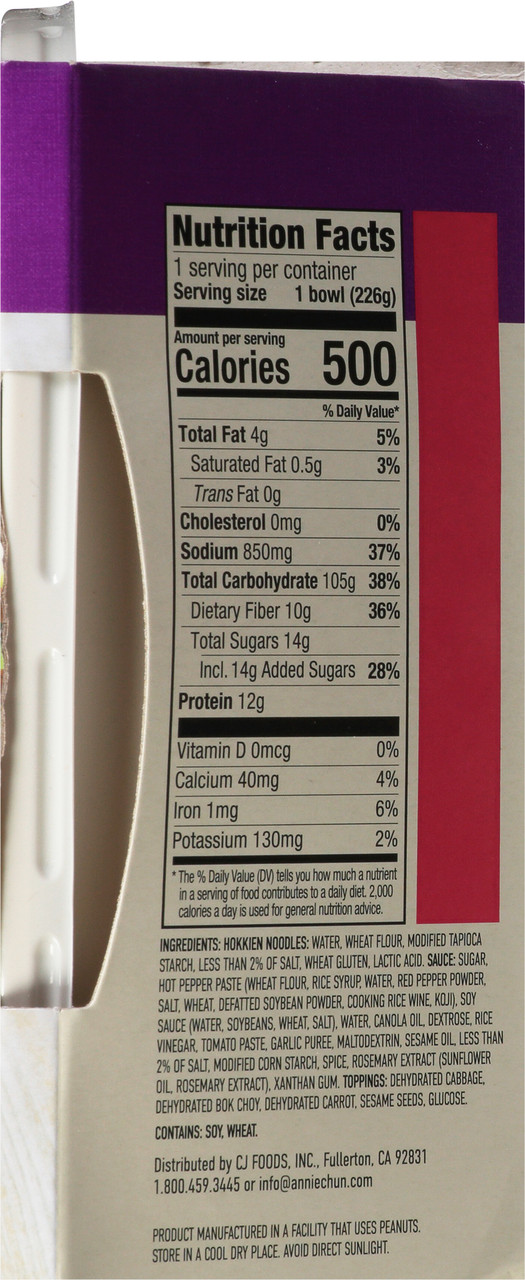 Nutrition Facts
1 serving per container
Serving size 1 bowl (226g)
Amount per serving
Calories 500
% Daily Value*
Total Fat 4g 5%
Saturated Fat 0.5g 3%
Trans Fat 0g
Cholesterol 0mg 0%
Sodium 850mg 37%
Total Carbohydrate 105g 38%
Dietary Fiber 10g 36%
Total Sugars 14g
Incl. 14g Added Sugars 28%
Protein 12g
Vitamin D 0mcg 0%
Calcium 40mg 4%
Iron 1mg 6%
Potassium 130mg 2%
* The % Daily Value (DV) tells you how much a nutrient
in a serving of food contributes to a daily diet. 2,000
calories a day is used for general nutrition advice.
INGREDIENTS: HOKKIEN NOODLES: WATER, WHEAT FLOUR, MODIFIED TAPIOCA
STARCH, LESS THAN 2% OF SALT, WHEAT GLUTEN, LACTIC ACID. SAUCE: SUGAR,
HOT PEPPER PASTE (WHEAT FLOUR, RICE SYRUP, WATER, RED PEPPER POWDER,
SALT, WHEAT, DEFATTED SOYBEAN POWDER, COOKING RICE WINE, KOJI), SOY
SAUCE (WATER, SOYBEANS, WHEAT, SALT), WATER, CANOLA OIL, DEXTROSE, RICE
VINEGAR, TOMATO PASTE, GARLIC PUREE, MALTODEXTRIN, SESAME OIL, LESS THAN
2% OF SALT, MODIFIED CORN STARCH, SPICE, ROSEMARY EXTRACT (SUNFLOWER
OIL, ROSEMARY EXTRACT), XANTHAN GUM. TOPPINGS: DEHYDRATED CABBAGE,
DEHYDRATED BOK CHOY, DEHYDRATED CARROT, SESAME SEEDS, GLUCOSE.
CONTAINS: SOY, WHEAT.
Distributed by CJ FOODS, INC., Fullerton, CA 92831
1.800.459.3445 or info@anniechun.com
PRODUCT MANUFACTURED IN A FACILITY THAT USES PEANUTS.
STORE IN A COOL DRY PLACE. AVOID DIRECT SUNLIGHT.